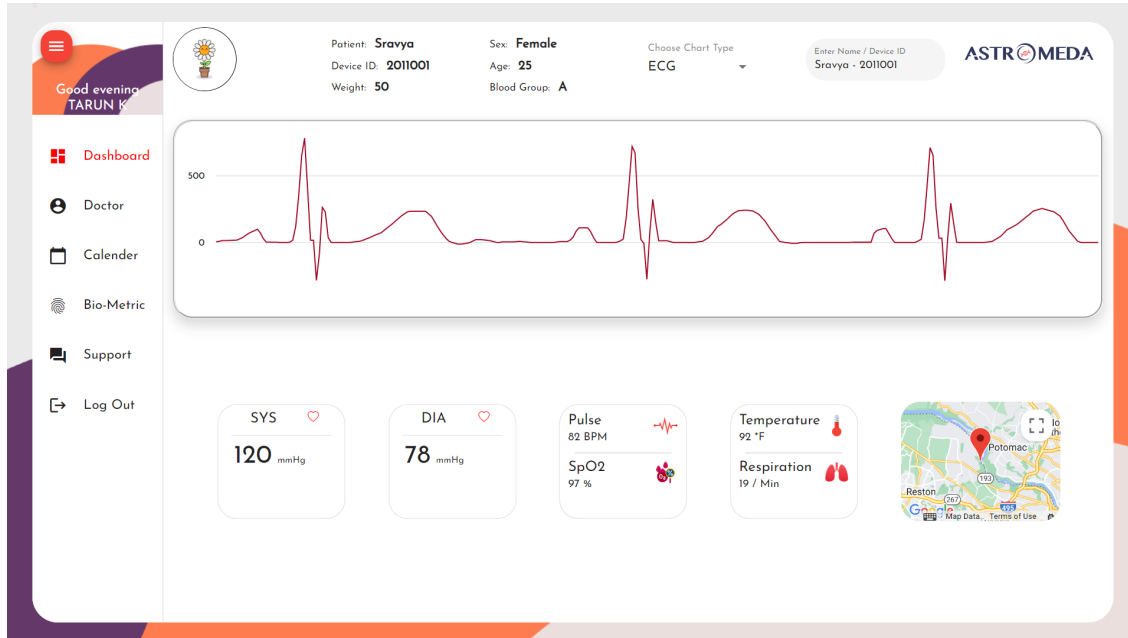 Good evening
TARUN K
Dashboard
Doctor
Calender
Bio-Metric
Support
Log Out
Patient: Sravya
Device ID: 2011001
Weight: 50
Sex: Female
Age: 25
Blood Group: A
Choose Chart Type
ECG
Enter Name / Device ID
Sravya - 2011001
ASTROMEDA
500
0
SYS
120 mmHg
DIA
78 mmHg
Pulse
82 BPM
SpO2
97 %
Temperature
92 °F
Respiration
19 / Min
Potomac
193
Reston
267
495
Google
Map Data
Terms of Use